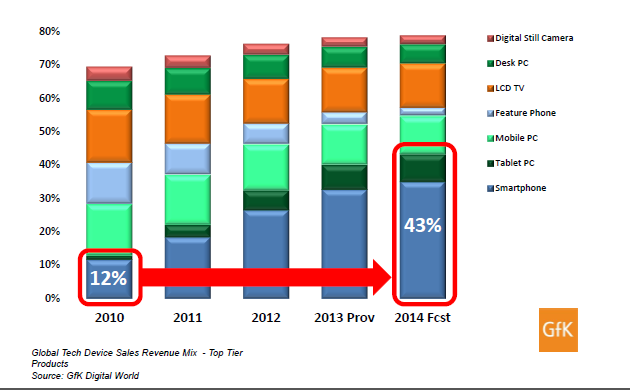 80%
70%
60%
50%
40%
30%
20%
10%
0%
12%
43%
2010
2011
2012
2013 Prov
2014 Fcst
Digital Still Camera
Desk PC
LCD TV
Feature Phone
Mobile PC
Tablet PC
Smartphone
GfK
Global Tech Device Sales Revenue Mix - Top Tier
Products
Source: GfK Digital World